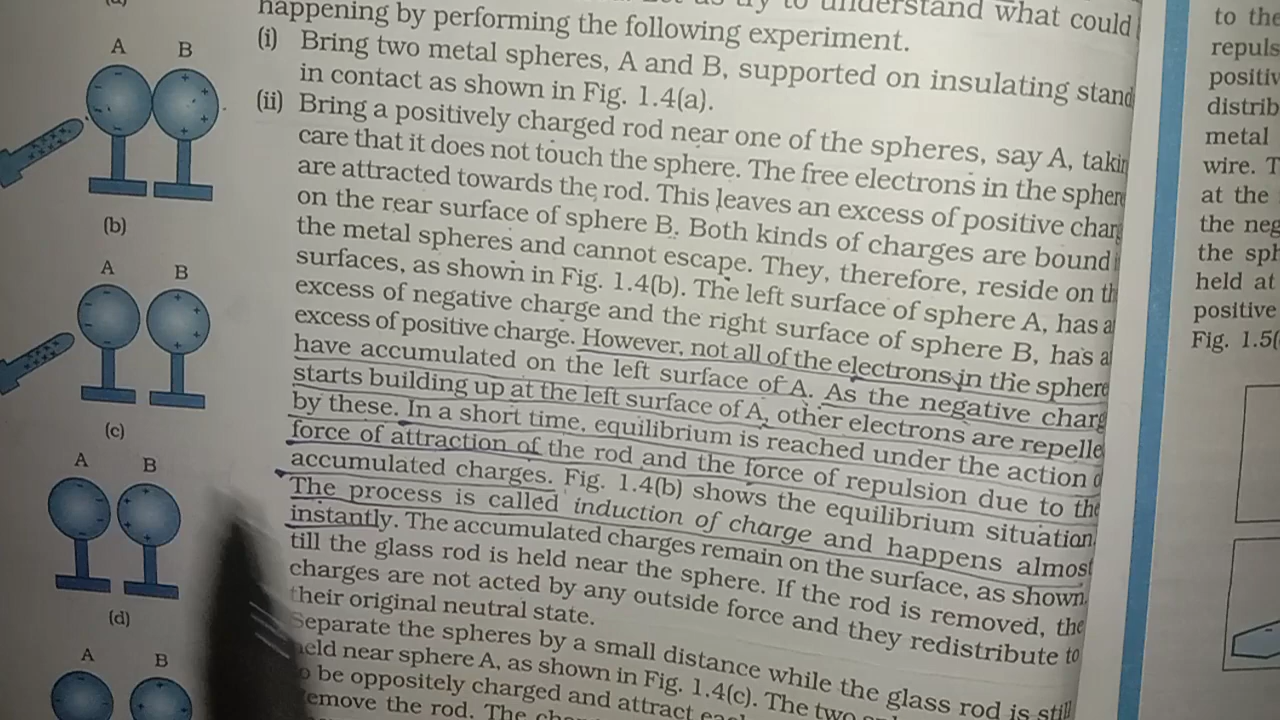 understand what could
happening by performing the following experiment.
(i) Bring two metal spheres, A and B, supported on insulating stand
in contact as shown in Fig. 1.4(a).
(ii) Bring a positively charged rod near one of the spheres, say A, takin
care that it does not touch the sphere. The free electrons in the spher
are attracted towards the rod. This leaves an excess of positive charg
on the rear surface of sphere B. Both kinds of charges are bound
the metal spheres and cannot escape. They, therefore, reside on th
surfaces, as shown in Fig. 1.4(b). The left surface of sphere A, has a
excess of negative charge and the right surface of sphere B, has a
excess of positive charge. However, not all of the electrons in the sphere
have accumulated on the left surface of A. As the negative charg
starts building up at the left surface of A, other electrons are repelle
by these. In a short time, equilibrium is reached under the action o
force of attraction of the rod and the force of repulsion due to the
accumulated charges. Fig. 1.4(b) shows the equilibrium situation.
The process is called induction of charge and happens almost
instantly. The accumulated charges remain on the surface, as shown,
till the glass rod is held near the sphere. If the rod is removed, the
charges are not acted by any outside force and they redistribute to
their original neutral state.
Separate the spheres by a small distance while the glass rod is still
held near sphere A, as shown in Fig. 1.4(c). The two
o be oppositely charged and attract
emove the rod. The
A B
(b)
A B
(c)
A B
(d)
A B
to the
repuls
positiv
distrib
metal
wire. T
at the
the neg
the sph
held at
positive
Fig. 1.5(